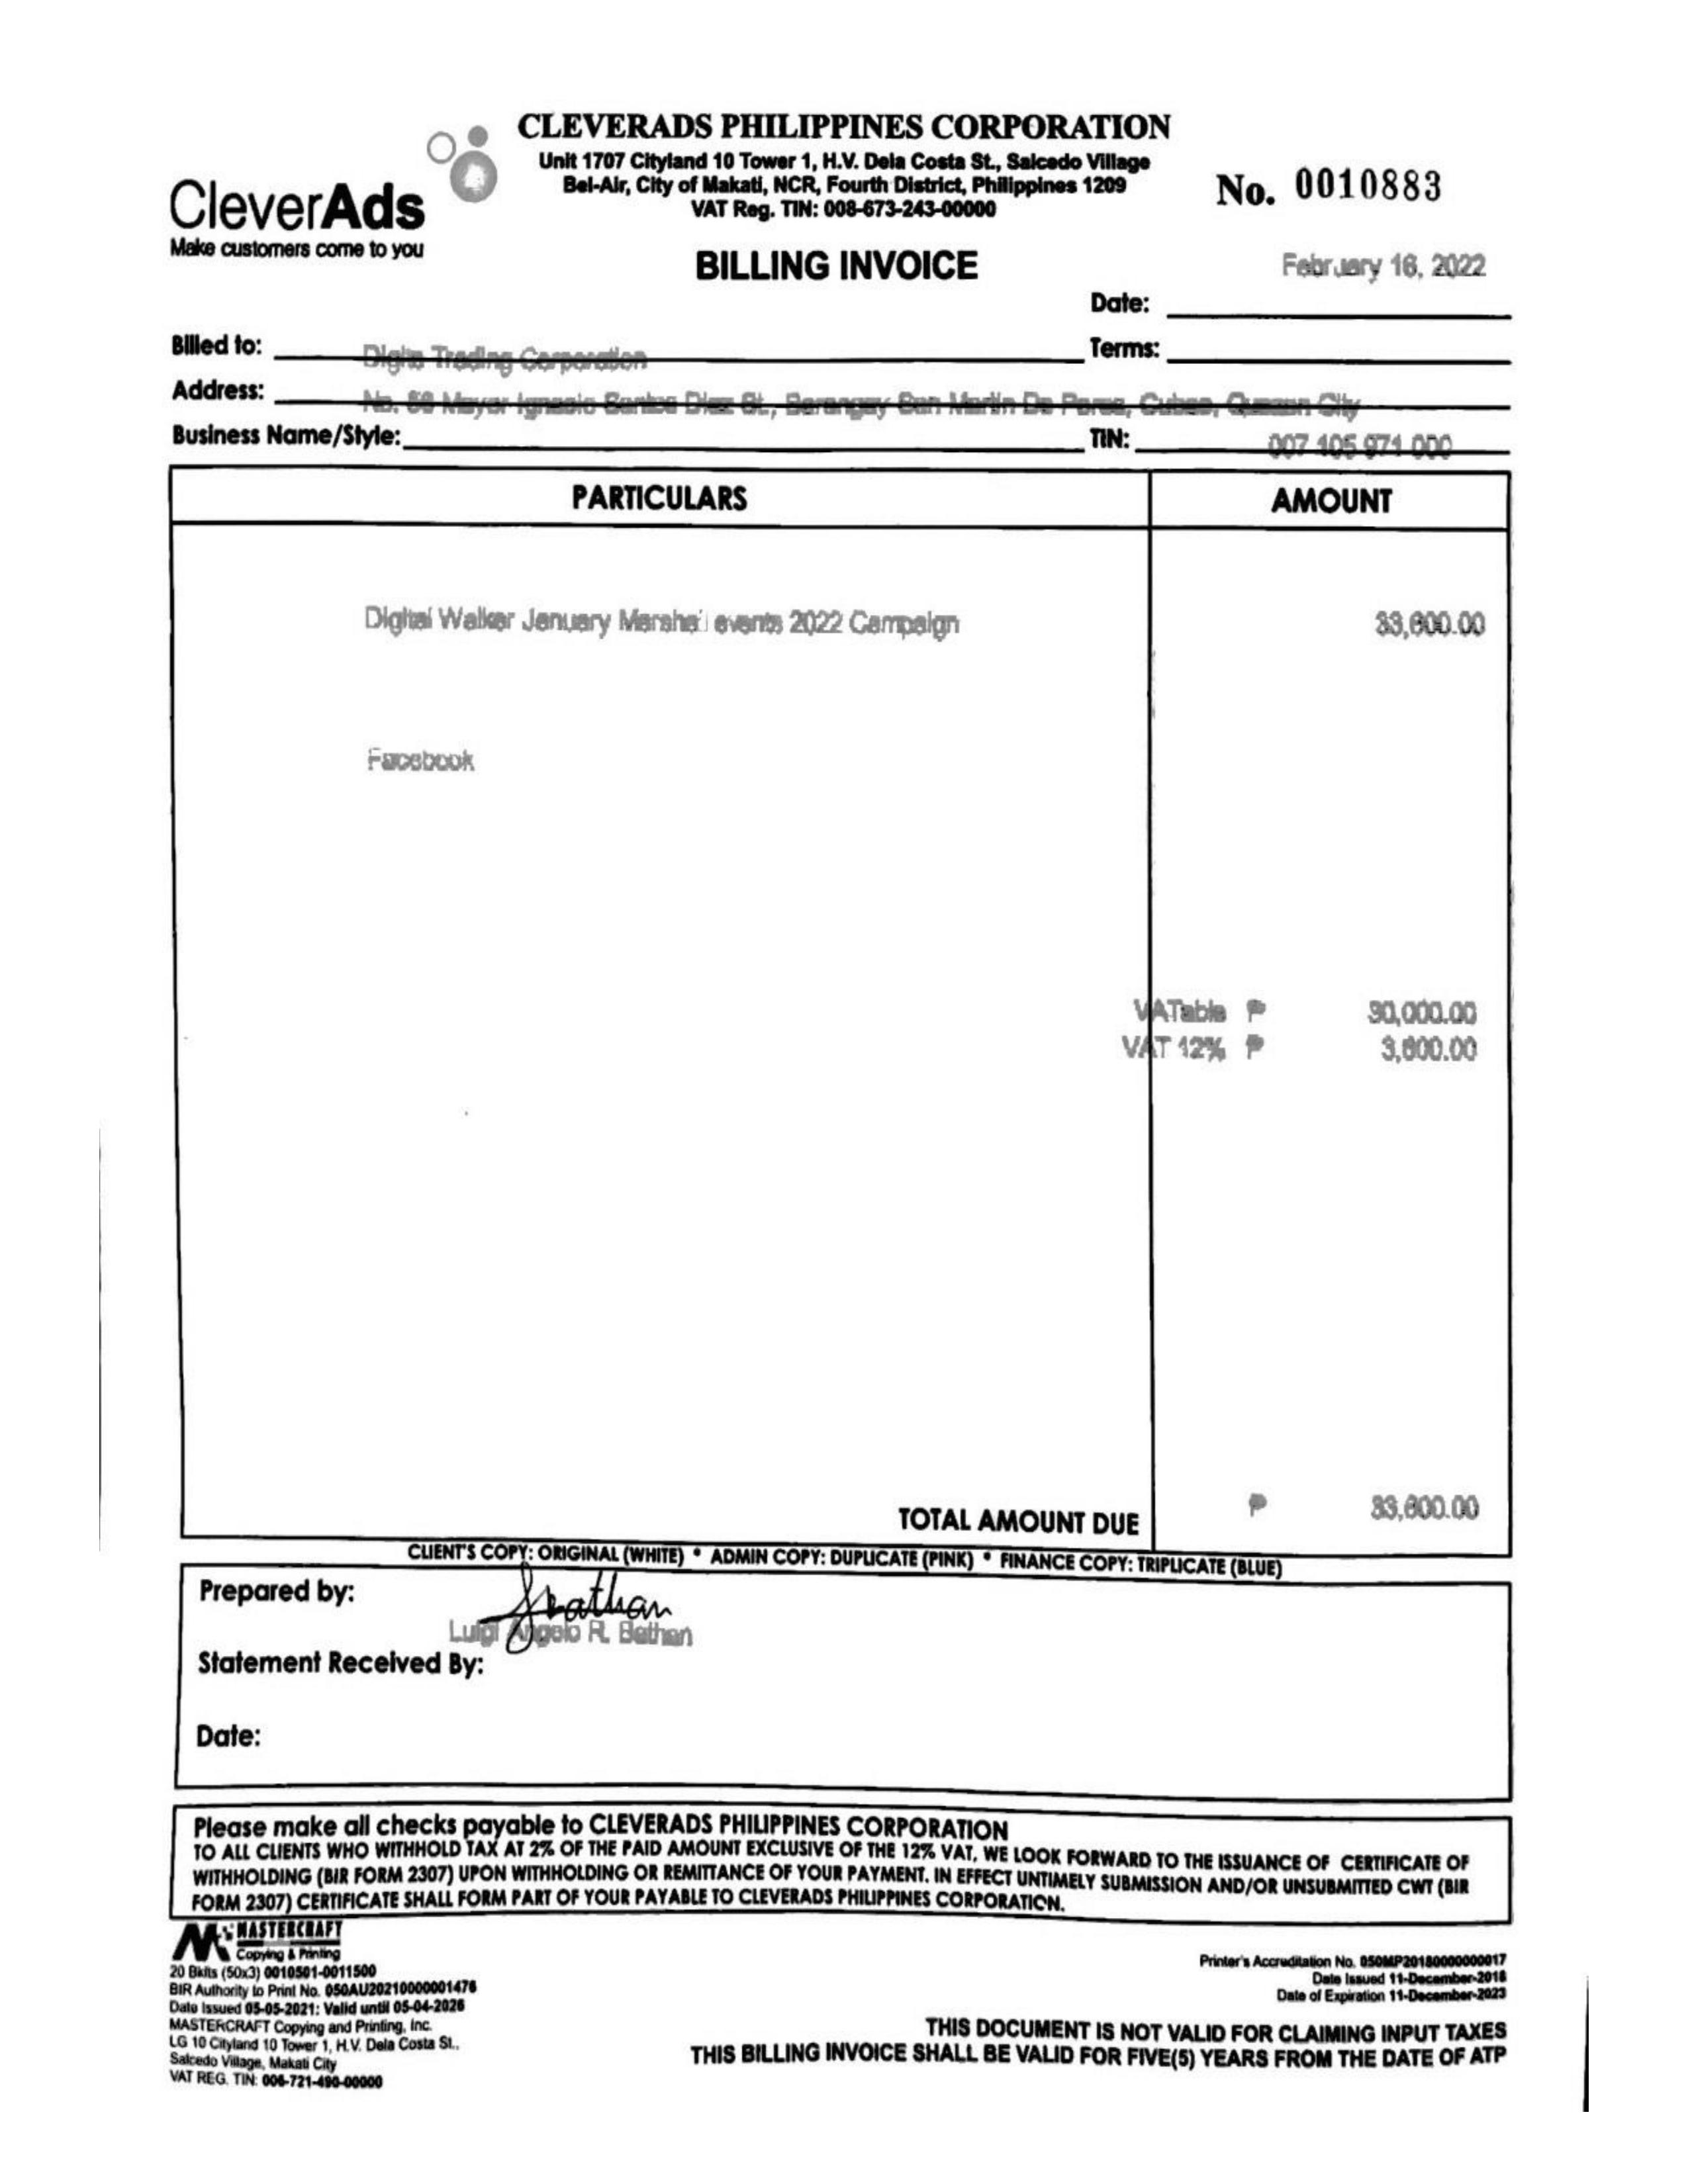 CLEVERADS PHILIPPINES CORPORATION
Unit 1707 Cityland 10 Tower 1, H.V. Dela Costa St., Salcedo Village
Bel-Air, City of Makati, NCR, Fourth District, Philippines 1209
VAT Reg. TIN: 008-673-243-00000
No. 0010883
CleverAds
Make customers come to you
BILLING INVOICE
February 16, 2022
Date:
Billed to: Trading Corporation
Terms:
Address: No. Mayor Ignacio Santos Diaz St., Barangay San Martin De Porres, Cubao, Quezon City
Business Name/Style:
TIN: 007 105 971 000
PARTICULARS AMOUNT
Digital Walker January events 2022 Campaign 33,600.00
Facebook
VATable ₱ 30,000.00
VAT 12% ₱ 3,600.00
TOTAL AMOUNT DUE ₱ 33,600.00
CLIENT'S COPY: ORIGINAL (WHITE) * ADMIN COPY: DUPLICATE (PINK) * FINANCE COPY: TRIPLICATE (BLUE)
Prepared by:
Luigi Angelo R. Bathan
Statement Received By:
Date:
Please make all checks payable to CLEVERADS PHILIPPINES CORPORATION
TO ALL CLIENTS WHO WITHHOLD TAX AT 2% OF THE PAID AMOUNT EXCLUSIVE OF THE 12% VAT, WE LOOK FORWARD TO THE ISSUANCE OF CERTIFICATE OF
WITHHOLDING (BIR FORM 2307) UPON WITHHOLDING OR REMITTANCE OF YOUR PAYMENT. IN EFFECT UNTIMELY SUBMISSION AND/OR UNSUBMITTED CWT (BIR
FORM 2307) CERTIFICATE SHALL FORM PART OF YOUR PAYABLE TO CLEVERADS PHILIPPINES CORPORATION.
MASTERCRAFT
Copying & Printing
20 Bklts (50x3) 0010501-0011500
BIR Authority to Print No. 050AU20210000001476
Date Issued 05-05-2021: Valid until 05-04-2026
MASTERCRAFT Copying and Printing, Inc.
LG 10 Cityland 10 Tower 1, H.V. Dela Costa St.,
Salcedo Village, Makati City
VAT REG. TIN: 006-721-490-00000
Printer's Accreditation No. 050MP20180000000017
Date Issued 11-December-2018
Date of Expiration 11-December-2023
THIS DOCUMENT IS NOT VALID FOR CLAIMING INPUT TAXES
THIS BILLING INVOICE SHALL BE VALID FOR FIVE(5) YEARS FROM THE DATE OF ATP